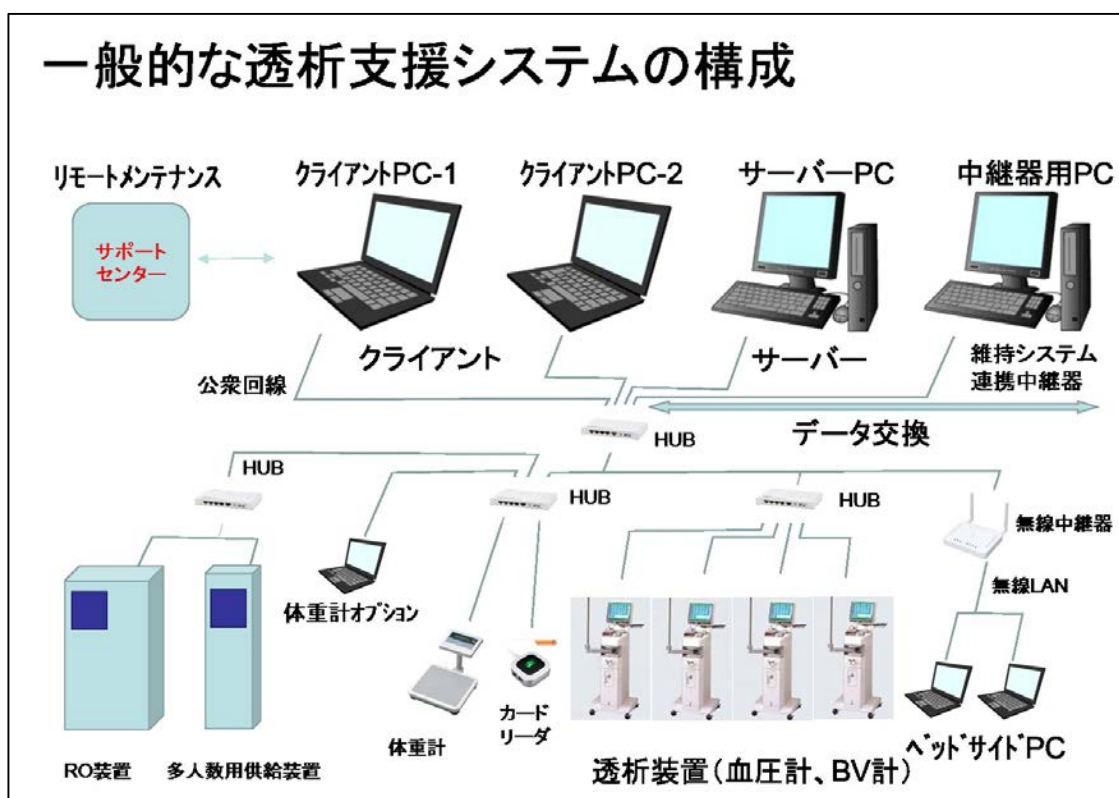 一般的な透析支援システムの構成
リモートメンテナンス
クライアントPC-1
クライアントPC-2
サーバーPC
中継器用PC
サポート
センター
クライアント
サーバー
維持システム
連携中継器
公衆回線
データ交換
HUB
HUB
HUB
HUB
無線中継器
無線LAN
体重計オプション
カード
リーダ
体重計
ベッドサイドPC
RO装置
多人数用供給装置
透析装置(血圧計、BV計)